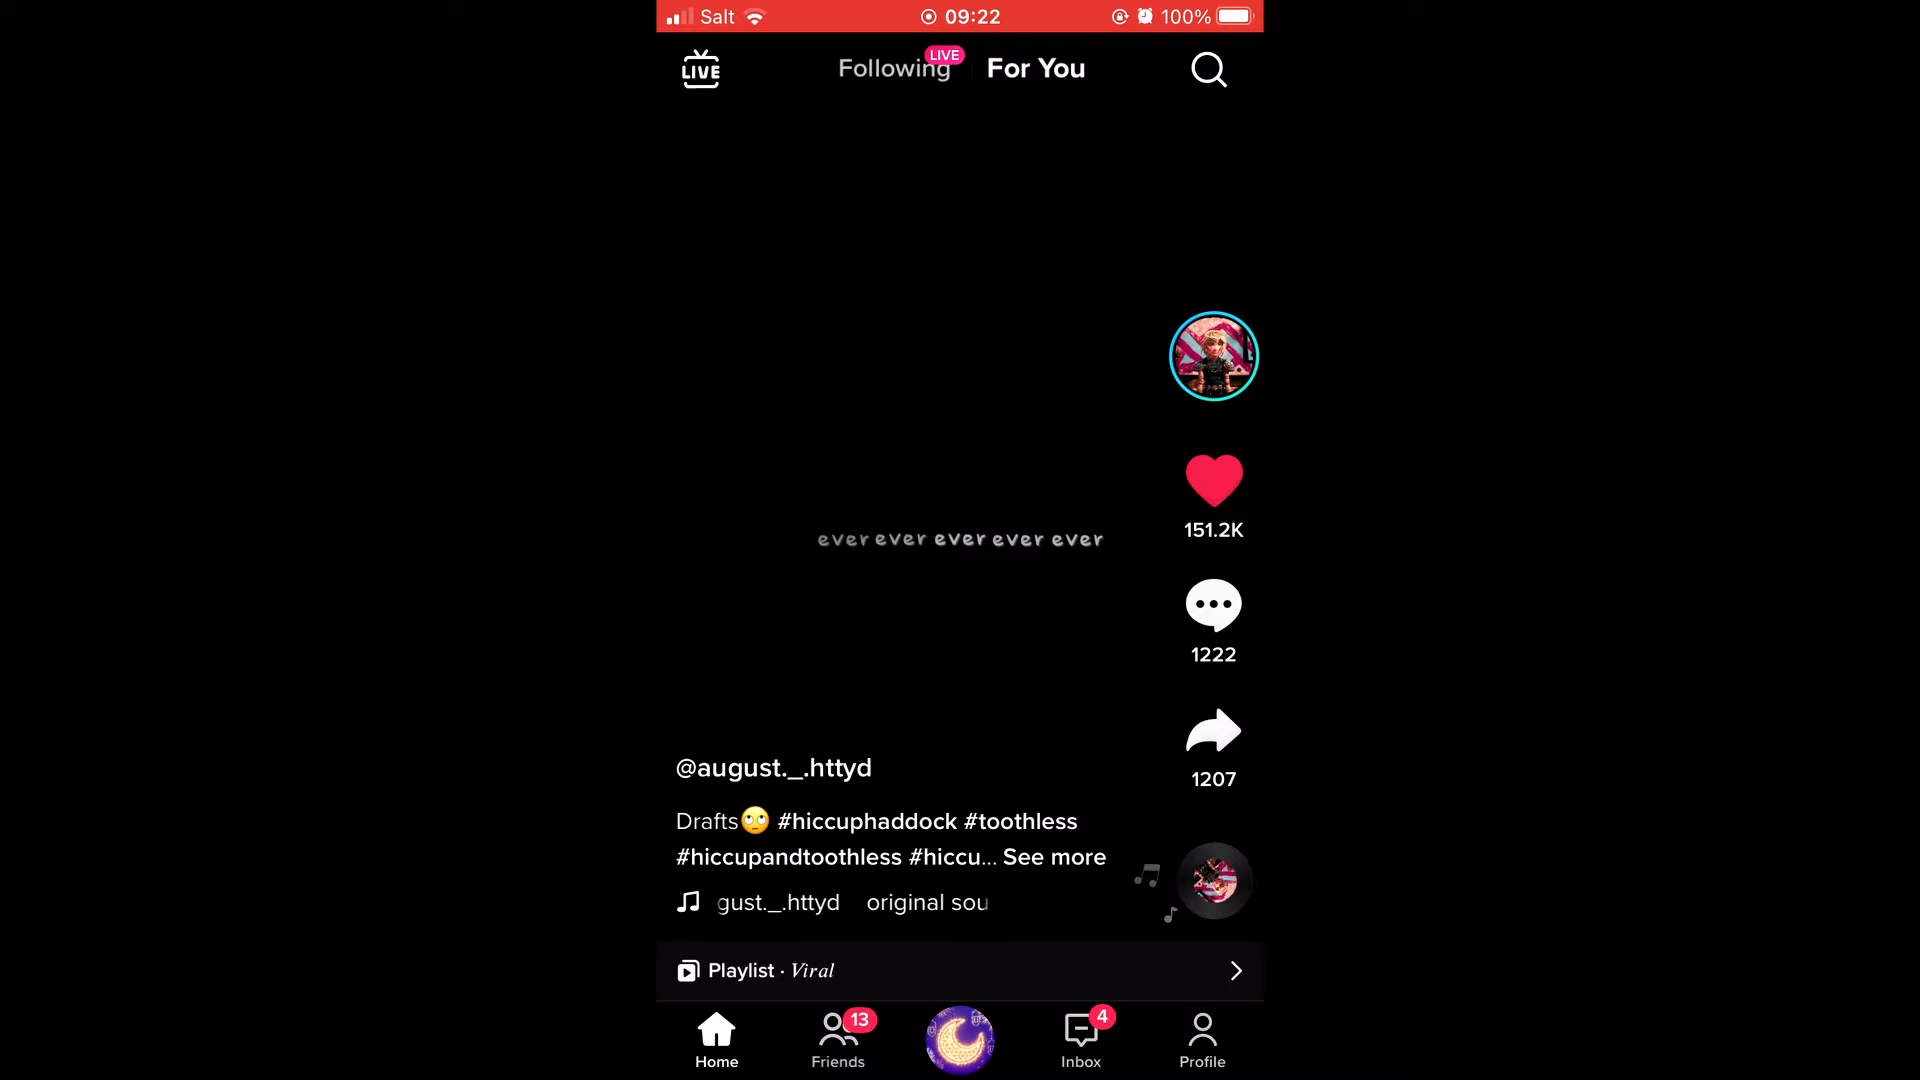 Salt 09:22 100%
LIVE Following LIVE For You
ever ever ever ever ever
151.2K
1222
1207
@august._.httyd
Drafts🙄 #hiccuphaddock #toothless
#hiccupandtoothless #hiccu... See more
gust._.httyd original sou
Playlist · Viral
13 4
Home Friends Inbox Profile